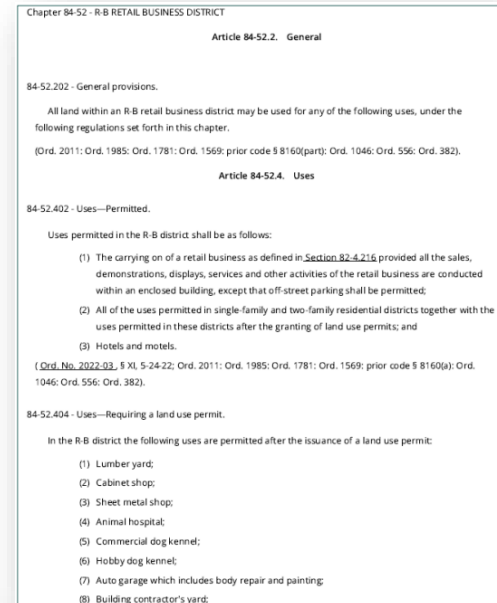 Chapter 84-52 - R-B RETAIL BUSINESS DISTRICT
Article 84-52.2. General
84-52.202 - General provisions.
All land within an R-B retail business district may be used for any of the following uses, under the
following regulations set forth in this chapter.
(Ord. 2011: Ord. 1985: Ord. 1781: Ord. 1569: prior code § 8160(part): Ord. 1046: Ord. 556: Ord. 382).
Article 84-52.4. Uses
84-52.402 - Uses—Permitted.
Uses permitted in the R-B district shall be as follows:
(1) The carrying on of a retail business as defined in Section 82-4.216 provided all the sales,
demonstrations, displays, services and other activities of the retail business are conducted
within an enclosed building, except that off-street parking shall be permitted;
(2) All of the uses permitted in single-family and two-family residential districts together with the
uses permitted in these districts after the granting of land use permits; and
(3) Hotels and motels.
( Ord. No. 2022-03 , § XI, 5-24-22; Ord. 2011: Ord. 1985: Ord. 1781: Ord. 1569: prior code § 8160(a): Ord.
1046: Ord. 556: Ord. 382).
84-52.404 - Uses—Requiring a land use permit.
In the R-B district the following uses are permitted after the issuance of a land use permit:
(1) Lumber yard;
(2) Cabinet shop;
(3) Sheet metal shop;
(4) Animal hospital;
(5) Commercial dog kennel;
(6) Hobby dog kennel;
(7) Auto garage which includes body repair and painting;
(8) Building contractor's yard;